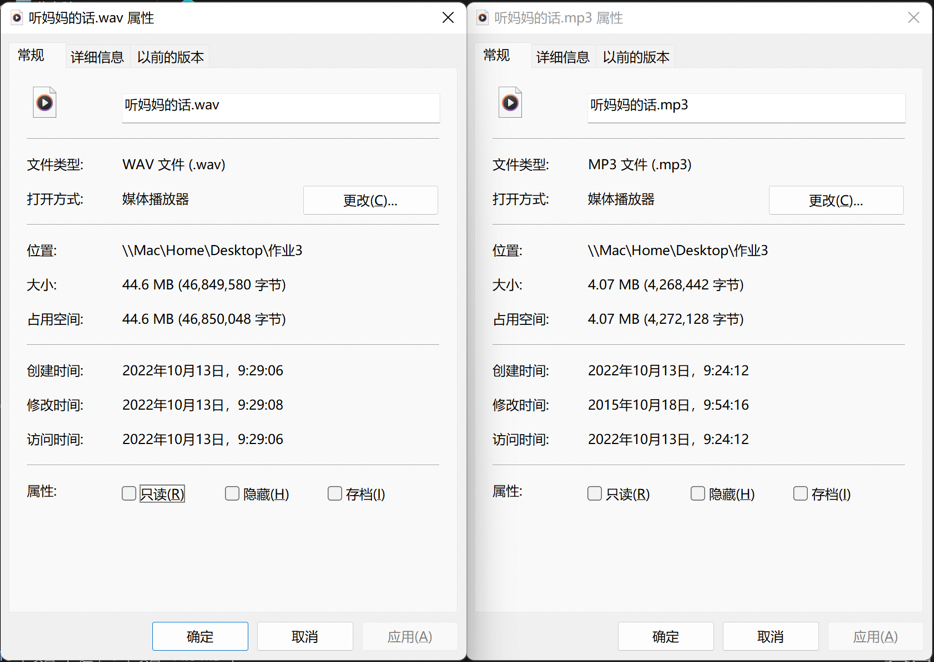 听妈妈的话.wav 属性
常规
详细信息
以前的版本
听妈妈的话.wav
文件类型: WAV 文件 (.wav)
打开方式: 媒体播放器 更改(C)...
位置: \\Mac\Home\Desktop\作业3
大小: 44.6 MB (46,849,580 字节)
占用空间: 44.6 MB (46,850,048 字节)
创建时间: 2022年10月13日，9:29:06
修改时间: 2022年10月13日，9:29:08
访问时间: 2022年10月13日，9:29:06
属性: 只读(R) 隐藏(H) 存档(I)
确定 取消 应用(A)
听妈妈的话.mp3 属性
常规
详细信息
以前的版本
听妈妈的话.mp3
文件类型: MP3 文件 (.mp3)
打开方式: 媒体播放器 更改(C)...
位置: \\Mac\Home\Desktop\作业3
大小: 4.07 MB (4,268,442 字节)
占用空间: 4.07 MB (4,272,128 字节)
创建时间: 2022年10月13日，9:24:12
修改时间: 2015年10月18日，9:54:16
访问时间: 2022年10月13日，9:24:12
属性: 只读(R) 隐藏(H) 存档(I)
确定 取消 应用(A)